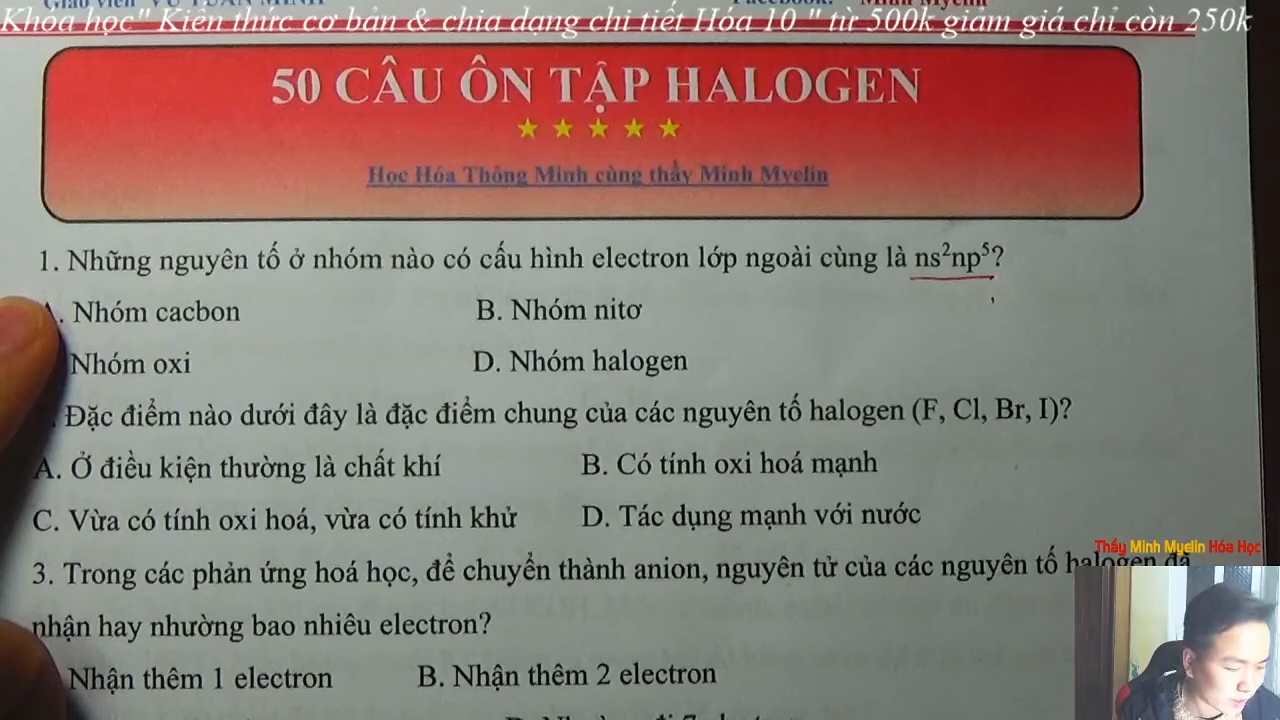 Khóa học" Kiến thức cơ bản & chia dạng chi tiết Hóa 10 " từ 500k giảm giá chỉ còn 250k
50 CÂU ÔN TẬP HALOGEN
Học Hóa Thông Minh cùng thầy Minh Myelin
1. Những nguyên tố ở nhóm nào có cấu hình electron lớp ngoài cùng là ns²np⁵?
. Nhóm cacbon B. Nhóm nitơ
Nhóm oxi D. Nhóm halogen
Đặc điểm nào dưới đây là đặc điểm chung của các nguyên tố halogen (F, Cl, Br, I)?
A. Ở điều kiện thường là chất khí B. Có tính oxi hoá mạnh
C. Vừa có tính oxi hoá, vừa có tính khử D. Tác dụng mạnh với nước
Thầy Minh Myelin Hóa Học
3. Trong các phản ứng hoá học, để chuyển thành anion, nguyên tử của các nguyên tố halogen đã
nhận hay nhường bao nhiêu electron?
Nhận thêm 1 electron B. Nhận thêm 2 electron